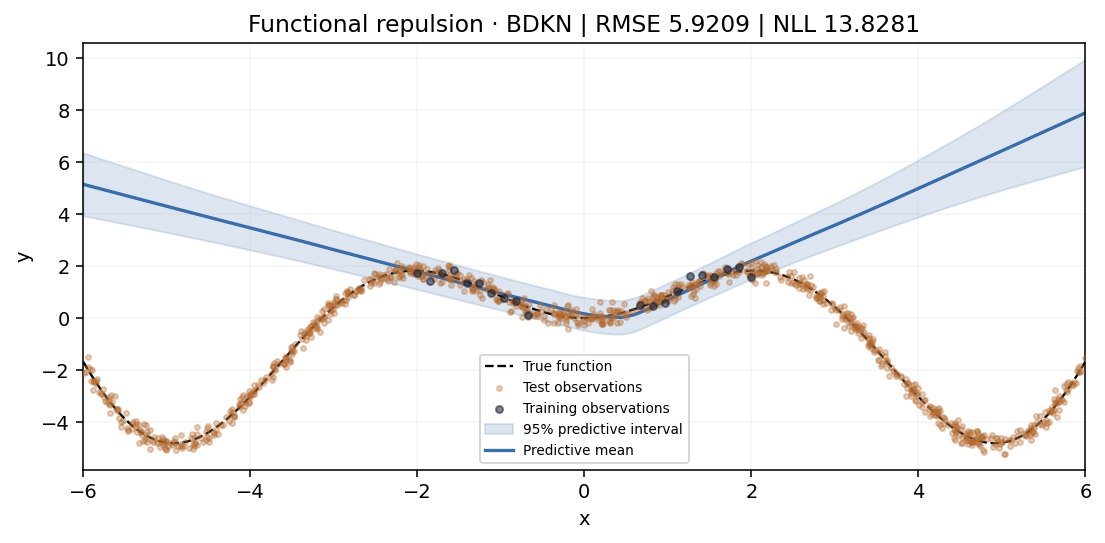 Functional repulsion · BDKN | RMSE 5.9209 | NLL 13.8281
10
8
6
4
2
0
−2
−4
y
True function
Test observations
Training observations
95% predictive interval
Predictive mean
−6
−4
−2
0
2
4
6
x